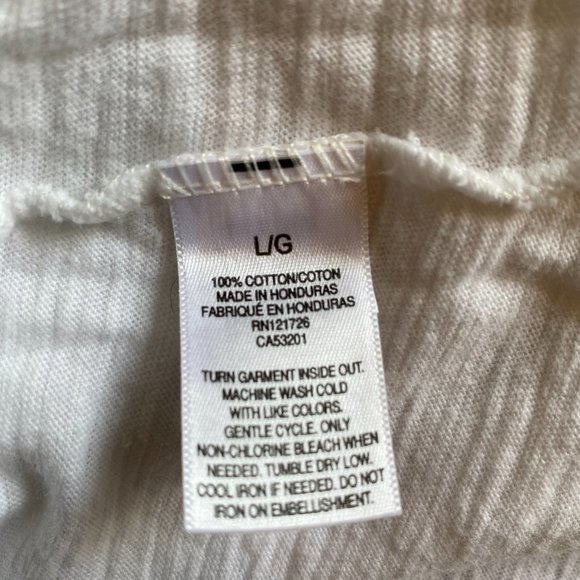 L/G
100% COTTON/COTON
MADE IN HONDURAS
FABRIQUÉ EN HONDURAS
RN121726
CA53201
TURN GARMENT INSIDE OUT.
MACHINE WASH COLD
WITH LIKE COLORS.
GENTLE CYCLE. ONLY
NON-CHLORINE BLEACH WHEN
NEEDED. TUMBLE DRY LOW.
COOL IRON IF NEEDED. DO NOT
IRON ON EMBELLISHMENT.